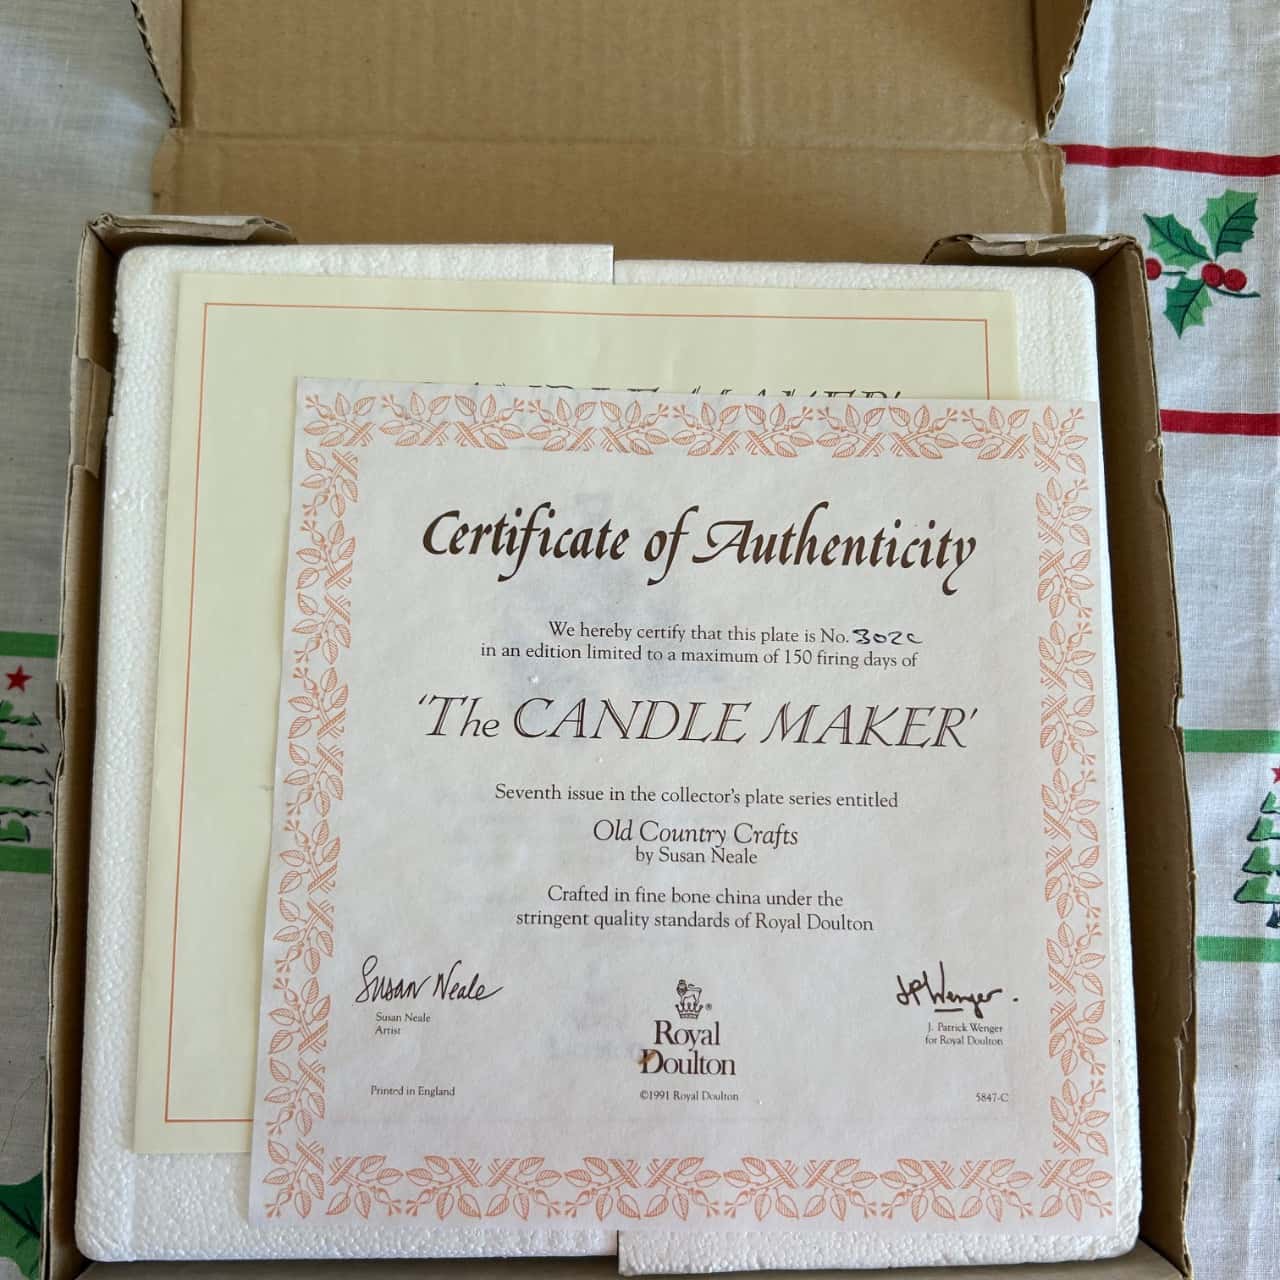 CANDLE MAKER'
Certificate of Authenticity
We hereby certify that this plate is No. 302C
in an edition limited to a maximum of 150 firing days of
'The CANDLE MAKER'
Seventh issue in the collector's plate series entitled
Old Country Crafts
by Susan Neale
Crafted in fine bone china under the
stringent quality standards of Royal Doulton
Susan Neale
Susan Neale
Artist
Printed in England
®
Royal
Doulton
©1991 Royal Doulton
JPWenger.
J. Patrick Wenger
for Royal Doulton
5847-C